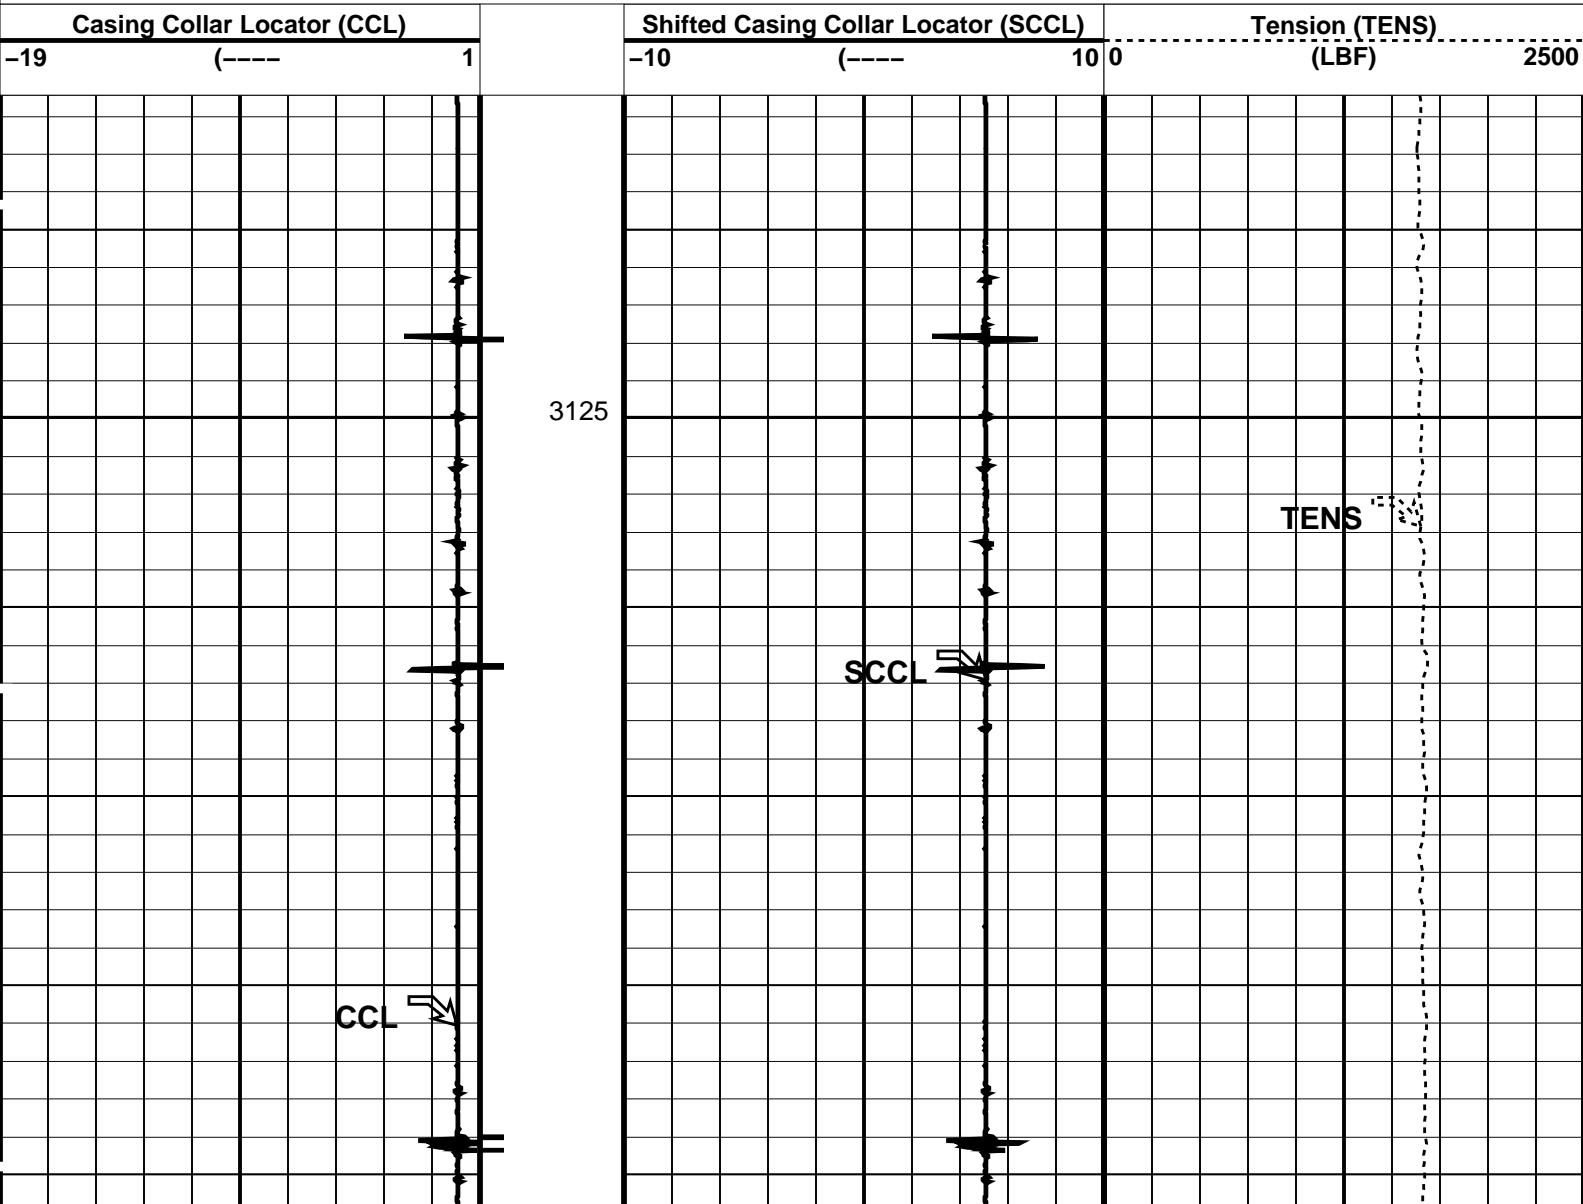 Casing Collar Locator (CCL) Shifted Casing Collar Locator (SCCL) Tension (TENS)
–19 (–––– 1 –10 (–––– 10 0 (LBF) 2500
3125
TENS
SCCL
CCL